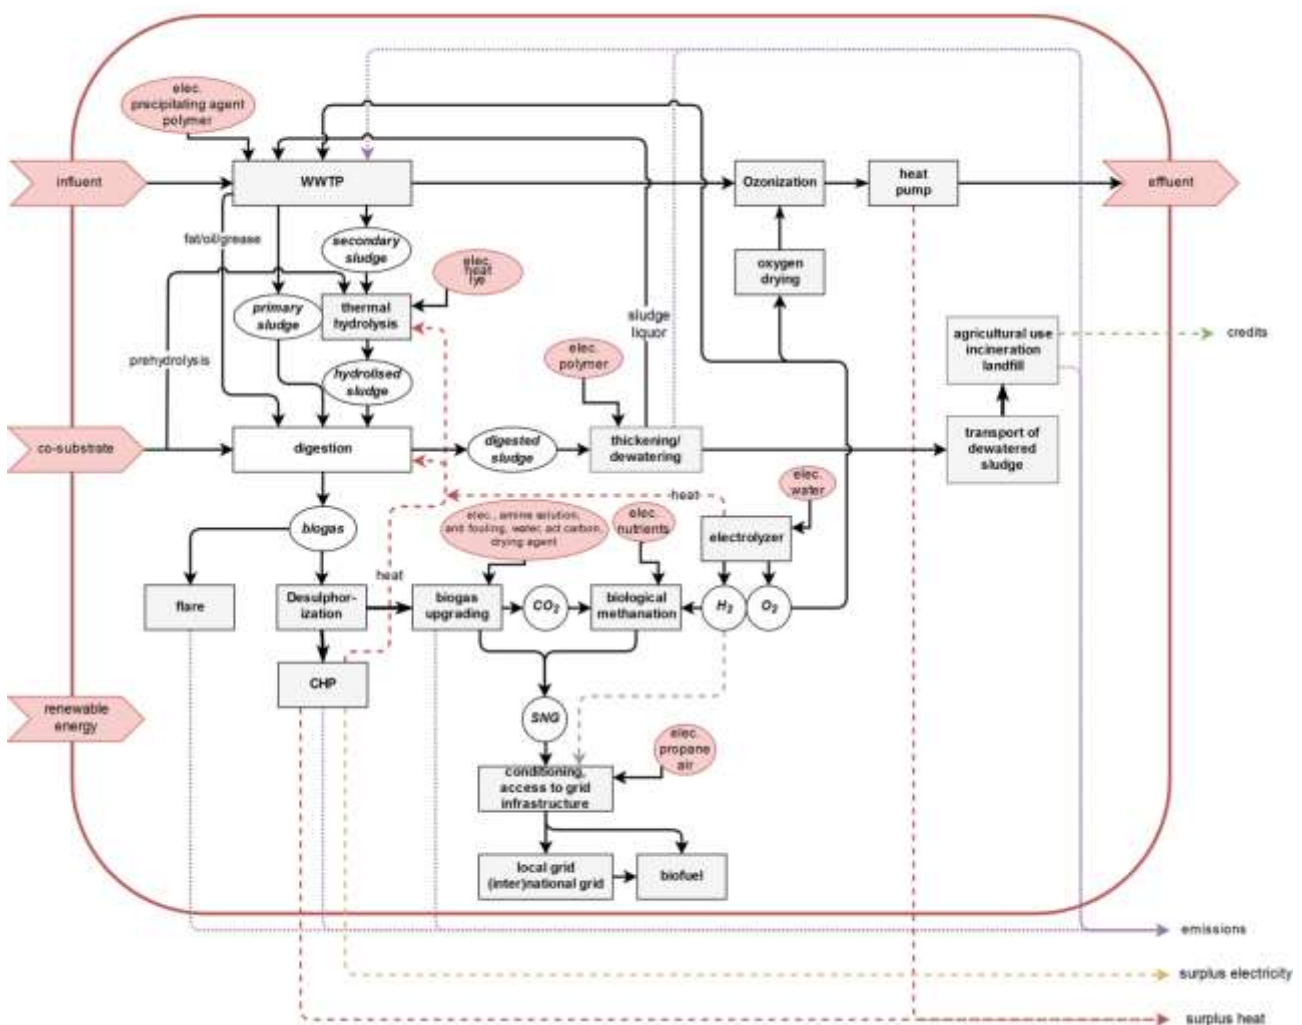 elec.
precipitating agent
polymer
influent
WWTP
Ozonization
heat
pump
effluent
fat/oil/grease
secondary
sludge
elec.
heat
lye
oxygen
drying
primary
sludge
thermal
hydrolysis
sludge
liquor
agricultural use
incineration
landfill
credits
prehydrolysis
elec.
polymer
hydrolised
sludge
co-substrate
digestion
digested
sludge
thickening/
dewatering
transport of
dewatered
sludge
elec.
water
heat
biogas
elec., amine solution,
and fouling, water, act carbon,
drying agent
elec.
nutrients
electrolyzer
heat
flare
Desulphor-
ization
biogas
upgrading
CO2
biological
methanation
H2
O2
CHP
renewable
energy
SNG
elec.
propane
air
conditioning,
access to grid
infrastructure
local grid
(inter)national grid
biofuel
emissions
surplus electricity
surplus heat